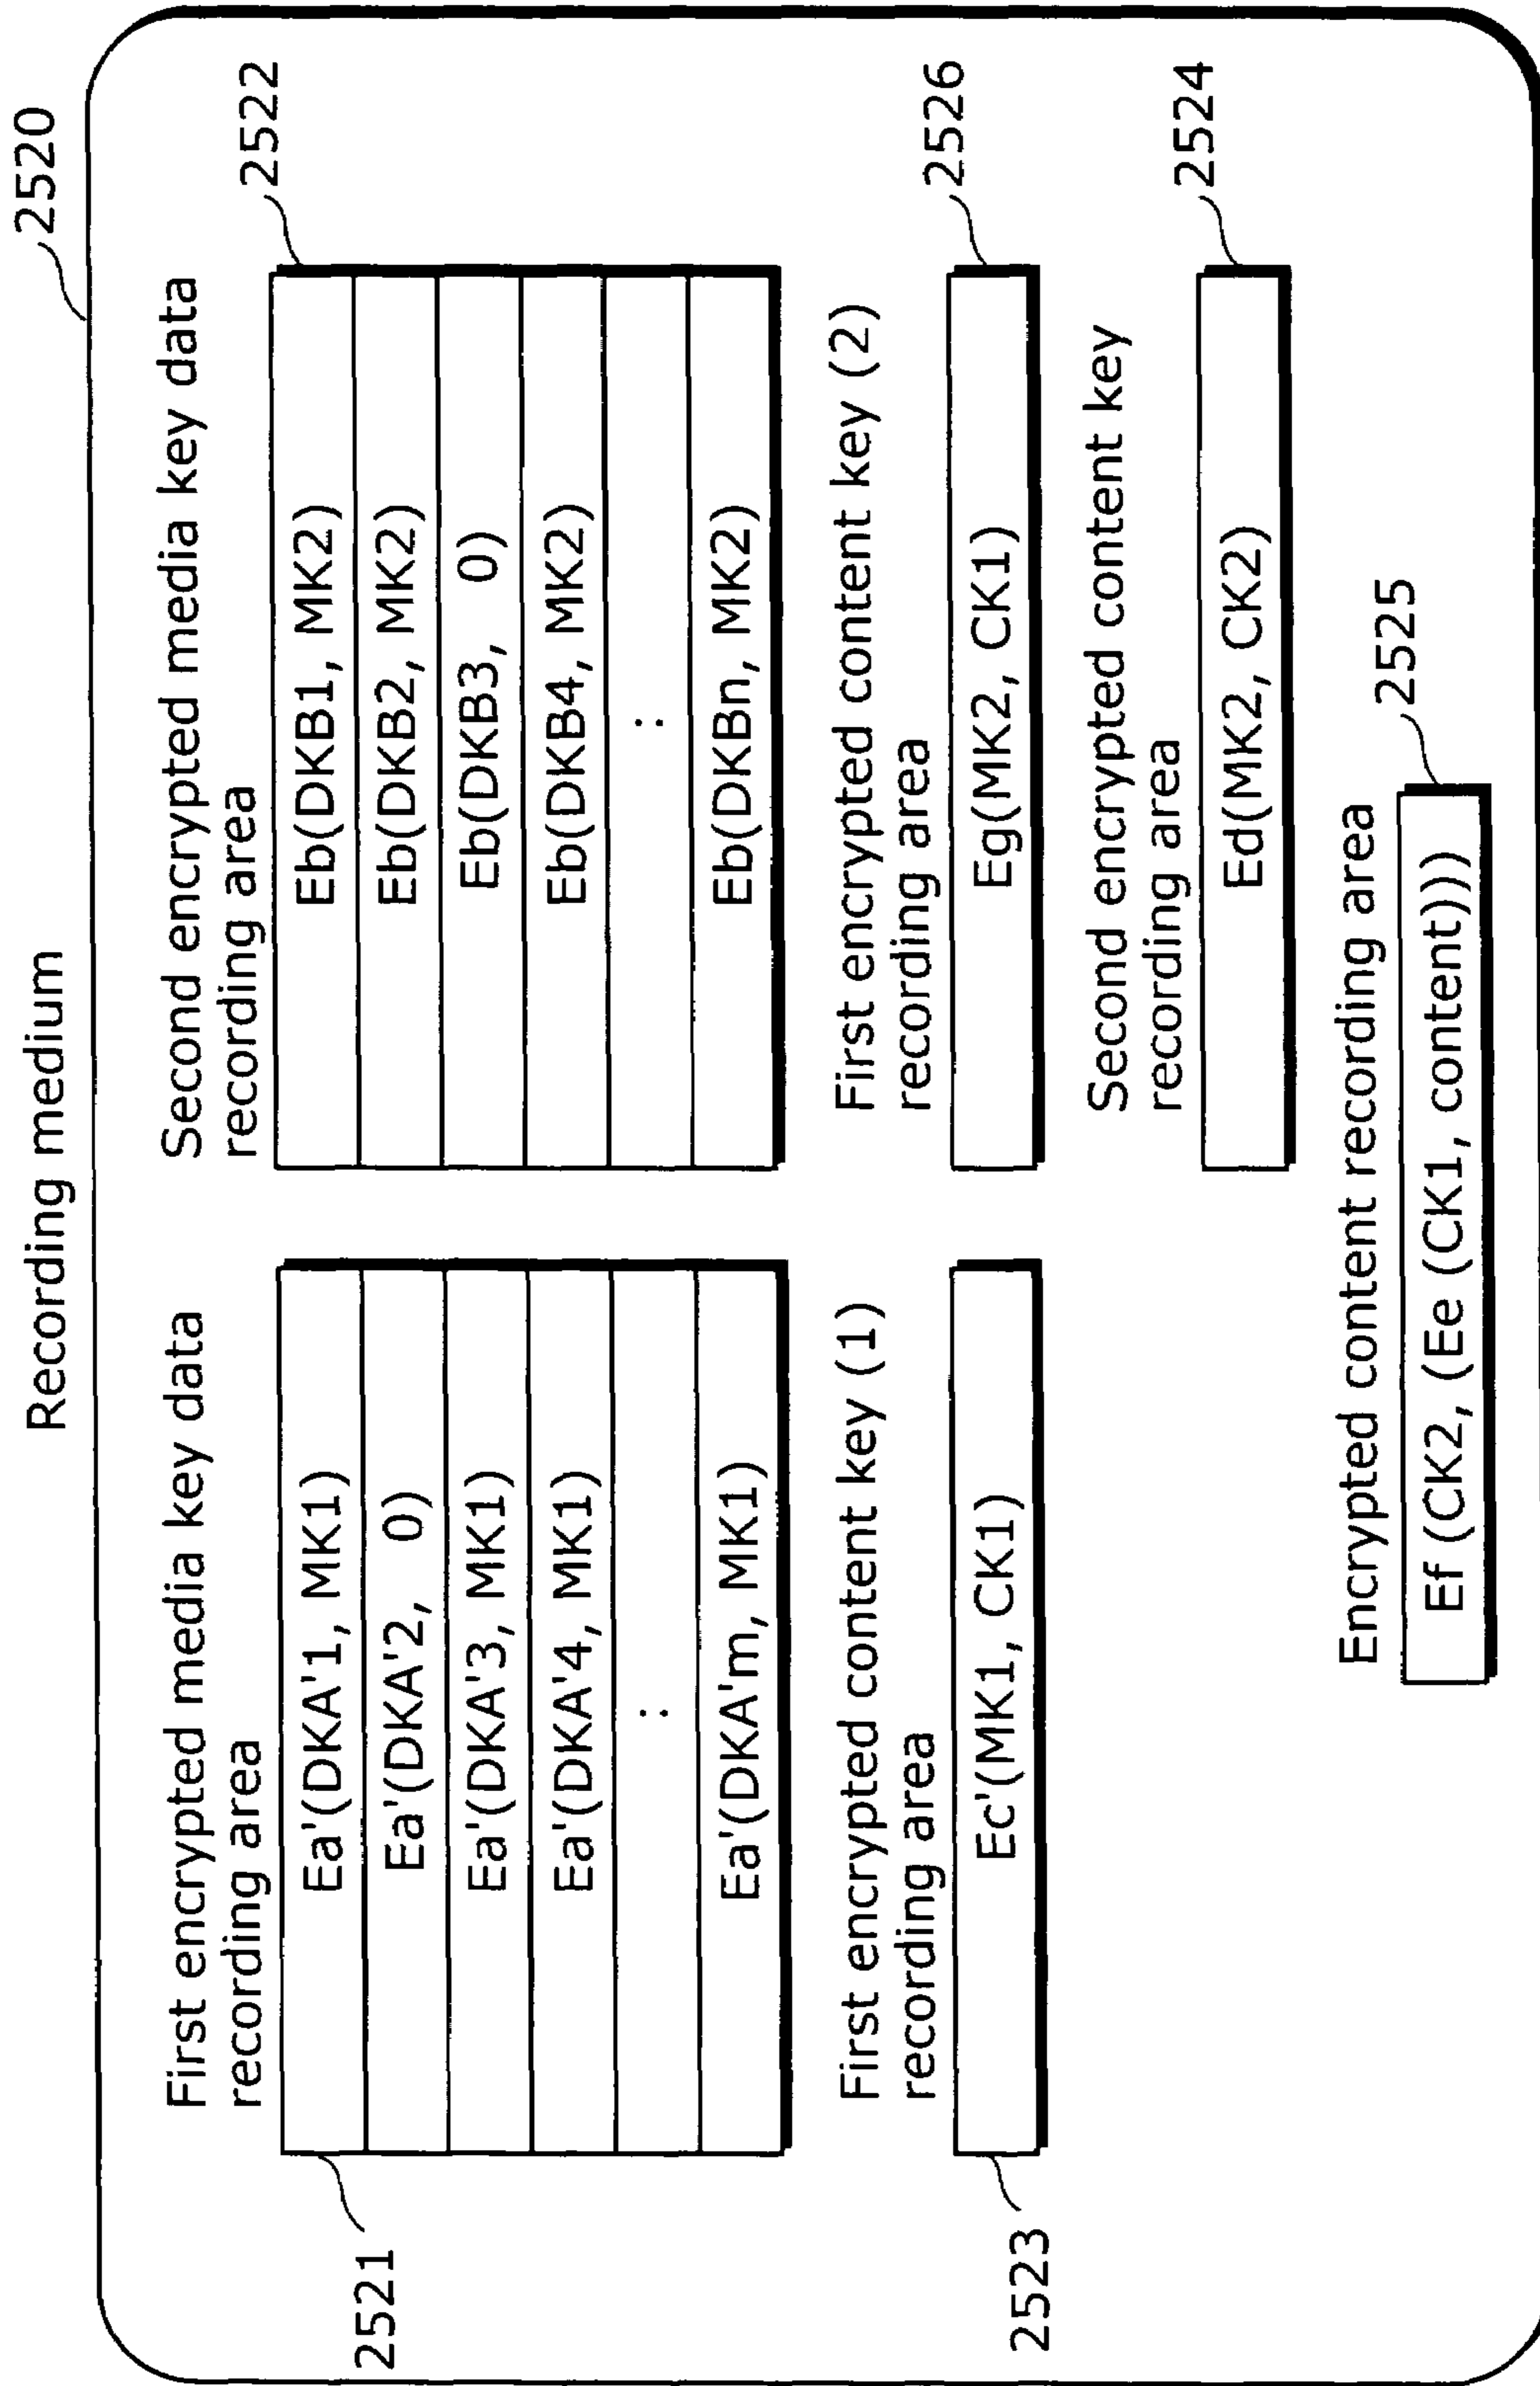 Recording medium
2520
First encrypted media key data
recording area
2521
Ea'(DKA'1, MK1)
Ea'(DKA'2, 0)
Ea'(DKA'3, MK1)
Ea'(DKA'4, MK1)
:
Ea'(DKA'm, MK1)
Second encrypted media key data
recording area
2522
Eb(DKB1, MK2)
Eb(DKB2, MK2)
Eb(DKB3, 0)
Eb(DKB4, MK2)
:
Eb(DKBn, MK2)
First encrypted content key (1)
recording area
2523
Ec'(MK1, CK1)
First encrypted content key (2)
recording area
2526
Eg(MK2, CK1)
Second encrypted content key
recording area
2524
Ed(MK2, CK2)
Encrypted content recording area
2525
Ef (CK2, (Ee (CK1, content)))